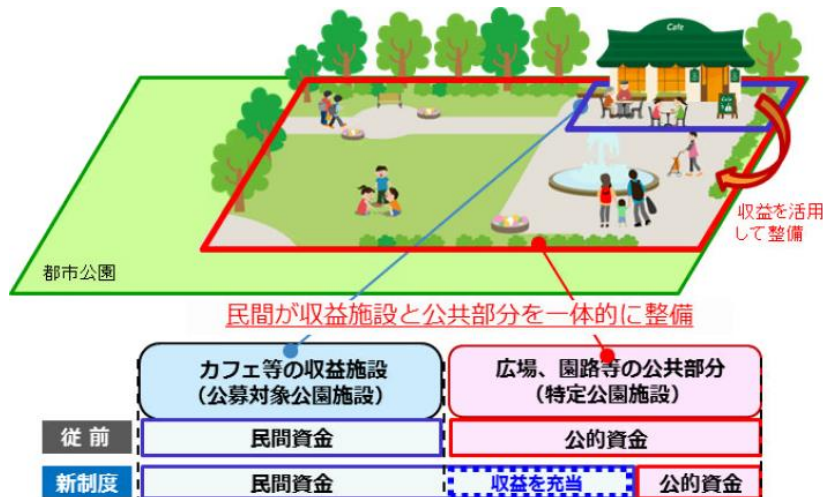 Cafe
収益を活用
して整備
都市公園
民間が収益施設と公共部分を一体的に整備
カフェ等の収益施設
(公募対象公園施設)
広場、園路等の公共部分
(特定公園施設)
従前
民間資金
公的資金
新制度
民間資金
収益を充当
公的資金